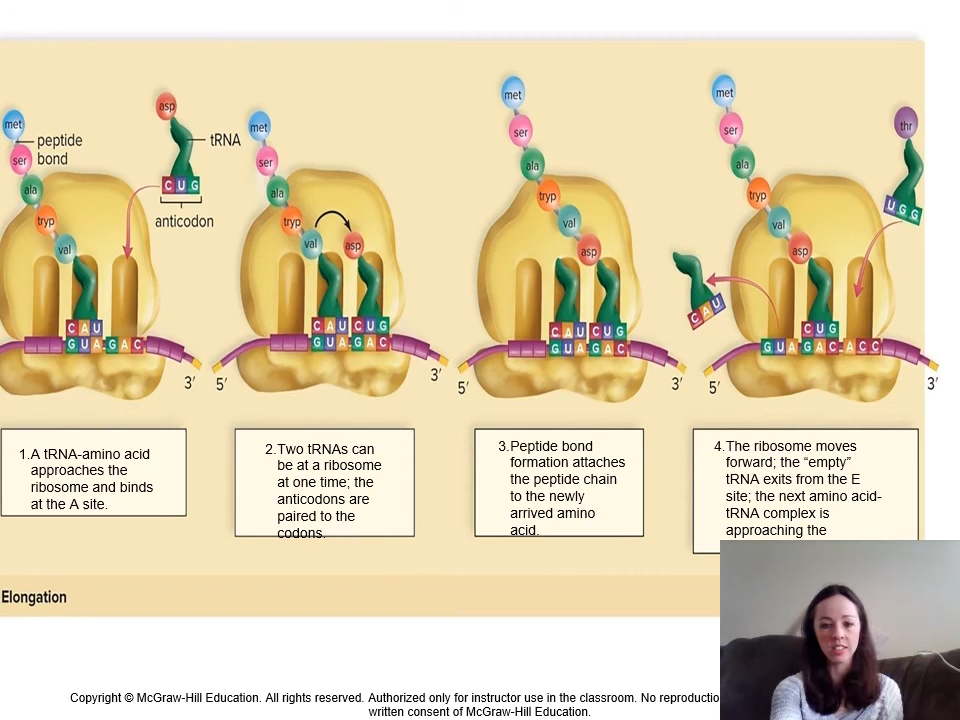 met
peptide
bond
ser
ala
tryp
val
asp
tRNA
CUG
anticodon
CAU
GUA GAC
3'
met
ser
ala
tryp
val
asp
CAU CUG
GUA GAC
5'
3'
met
ser
ala
tryp
val
asp
CAU CUG
GUA GAC
5'
3'
met
ser
ala
tryp
val
asp
thr
UGG
CAU
CUG
GUA GAC ACC
5'
3'
1.A tRNA-amino acid
approaches the
ribosome and binds
at the A site.
2.Two tRNAs can
be at a ribosome
at one time; the
anticodons are
paired to the
codons.
3.Peptide bond
formation attaches
the peptide chain
to the newly
arrived amino
acid.
4.The ribosome moves
forward; the “empty”
tRNA exits from the E
site; the next amino acid-
tRNA complex is
approaching the
Elongation
Copyright © McGraw-Hill Education. All rights reserved. Authorized only for instructor use in the classroom. No reproductio
written consent of McGraw-Hill Education.